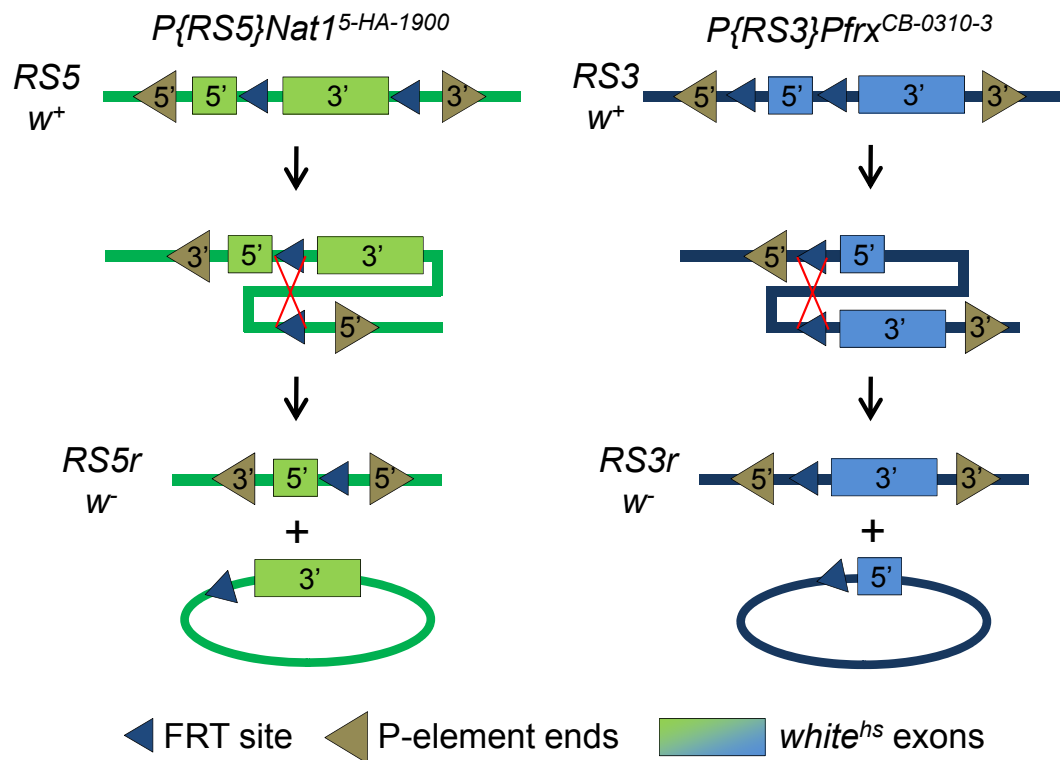 P{RS5}Nat1^5-HA-1900
P{RS3}Pfrx^CB-0310-3
RS5
w+
5’ 5’ 3’ 3’
RS3
w+
5’ 5’ 3’ 3’
3’ 5’ 3’
5’
5’ 5’
3’ 3’
RS5r
w-
3’ 5’ 5’
+
3’
RS3r
w-
5’ 3’ 3’
+
5’
FRT site
P-element ends
white^hs exons